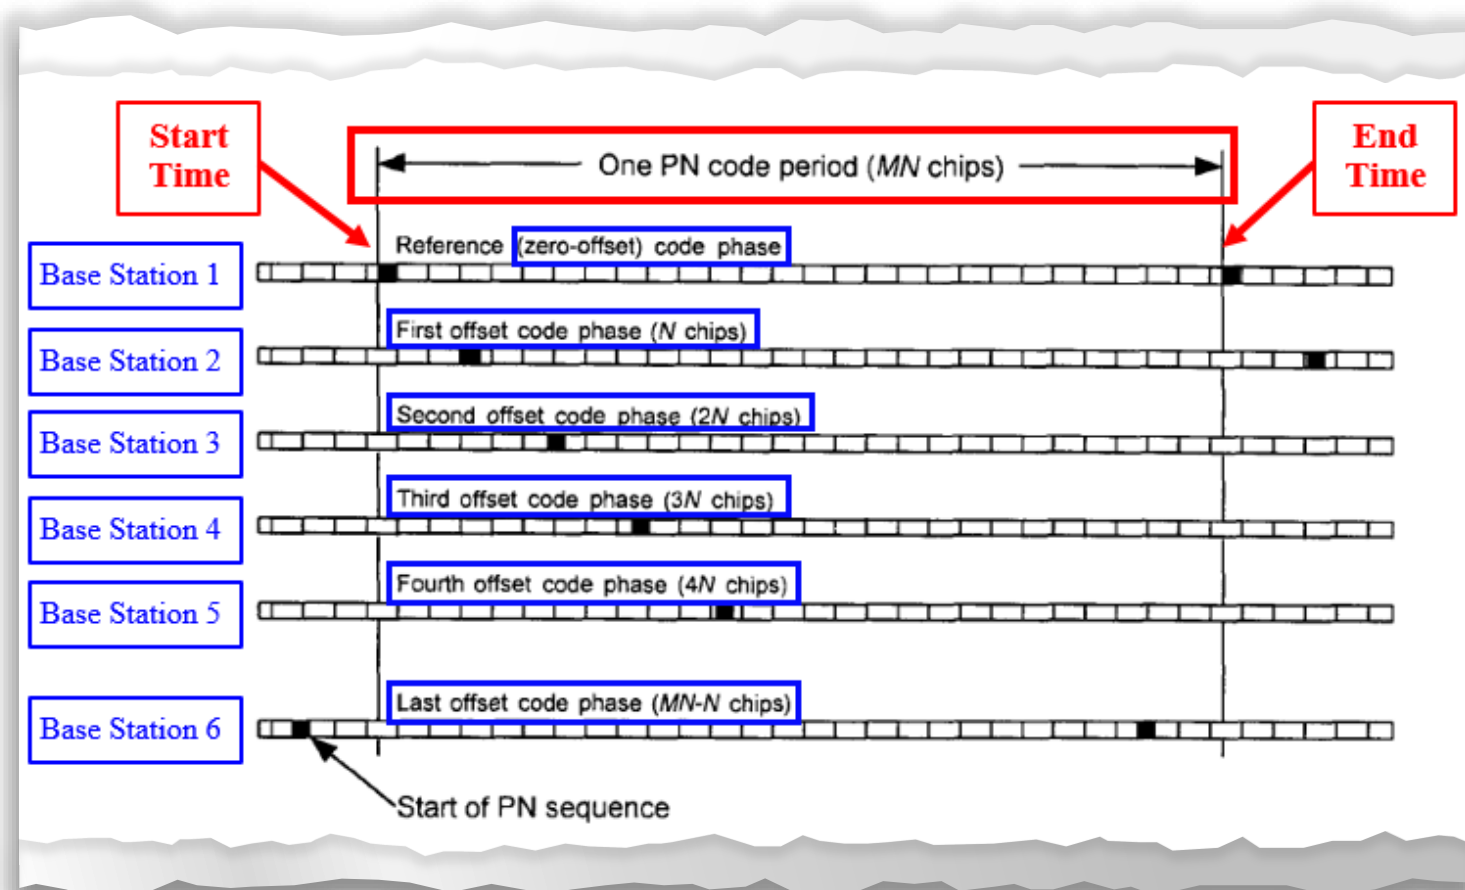 Start
Time
One PN code period (MN chips)
End
Time
Reference (zero-offset) code phase
Base Station 1
First offset code phase (N chips)
Base Station 2
Second offset code phase (2N chips)
Base Station 3
Third offset code phase (3N chips)
Base Station 4
Fourth offset code phase (4N chips)
Base Station 5
Last offset code phase (MN-N chips)
Base Station 6
Start of PN sequence